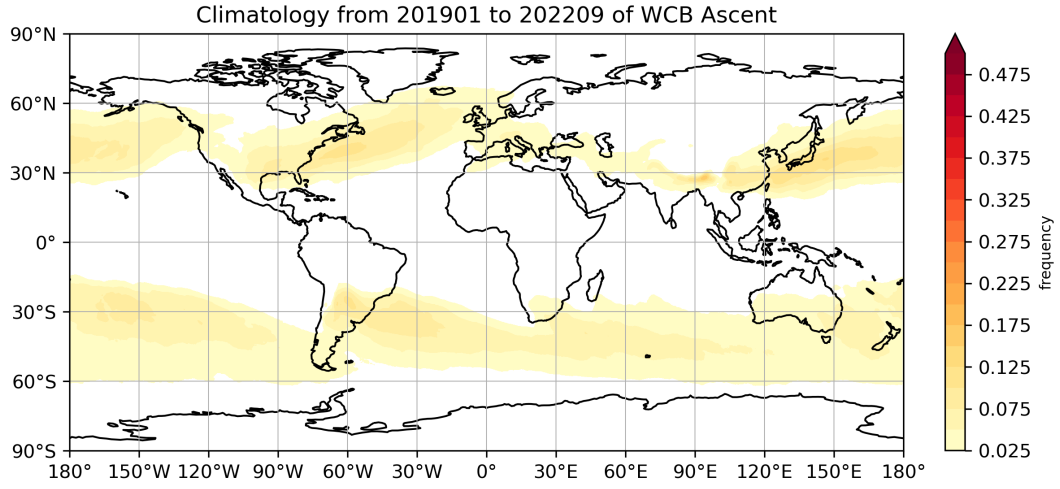 Climatology from 201901 to 202209 of WCB Ascent
90°N
60°N
30°N
0°
30°S
60°S
90°S
180°
150°W
120°W
90°W
60°W
30°W
0°
30°E
60°E
90°E
120°E
150°E
180°
0.475
0.425
0.375
0.325
0.275
0.225
0.175
0.125
0.075
0.025
frequency